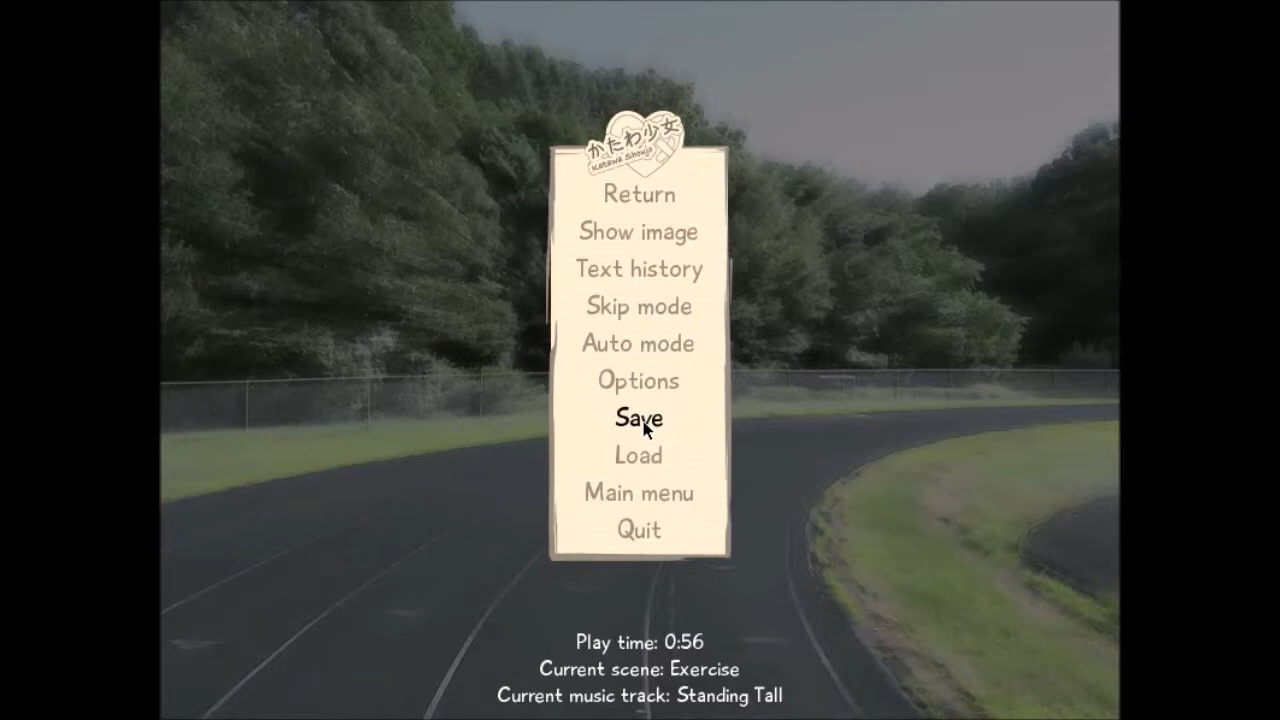 かたわ少女
Katawa Shoujo
Return
Show image
Text history
Skip mode
Auto mode
Options
Save
Load
Main menu
Quit
Play time: 0:56
Current scene: Exercise
Current music track: Standing Tall